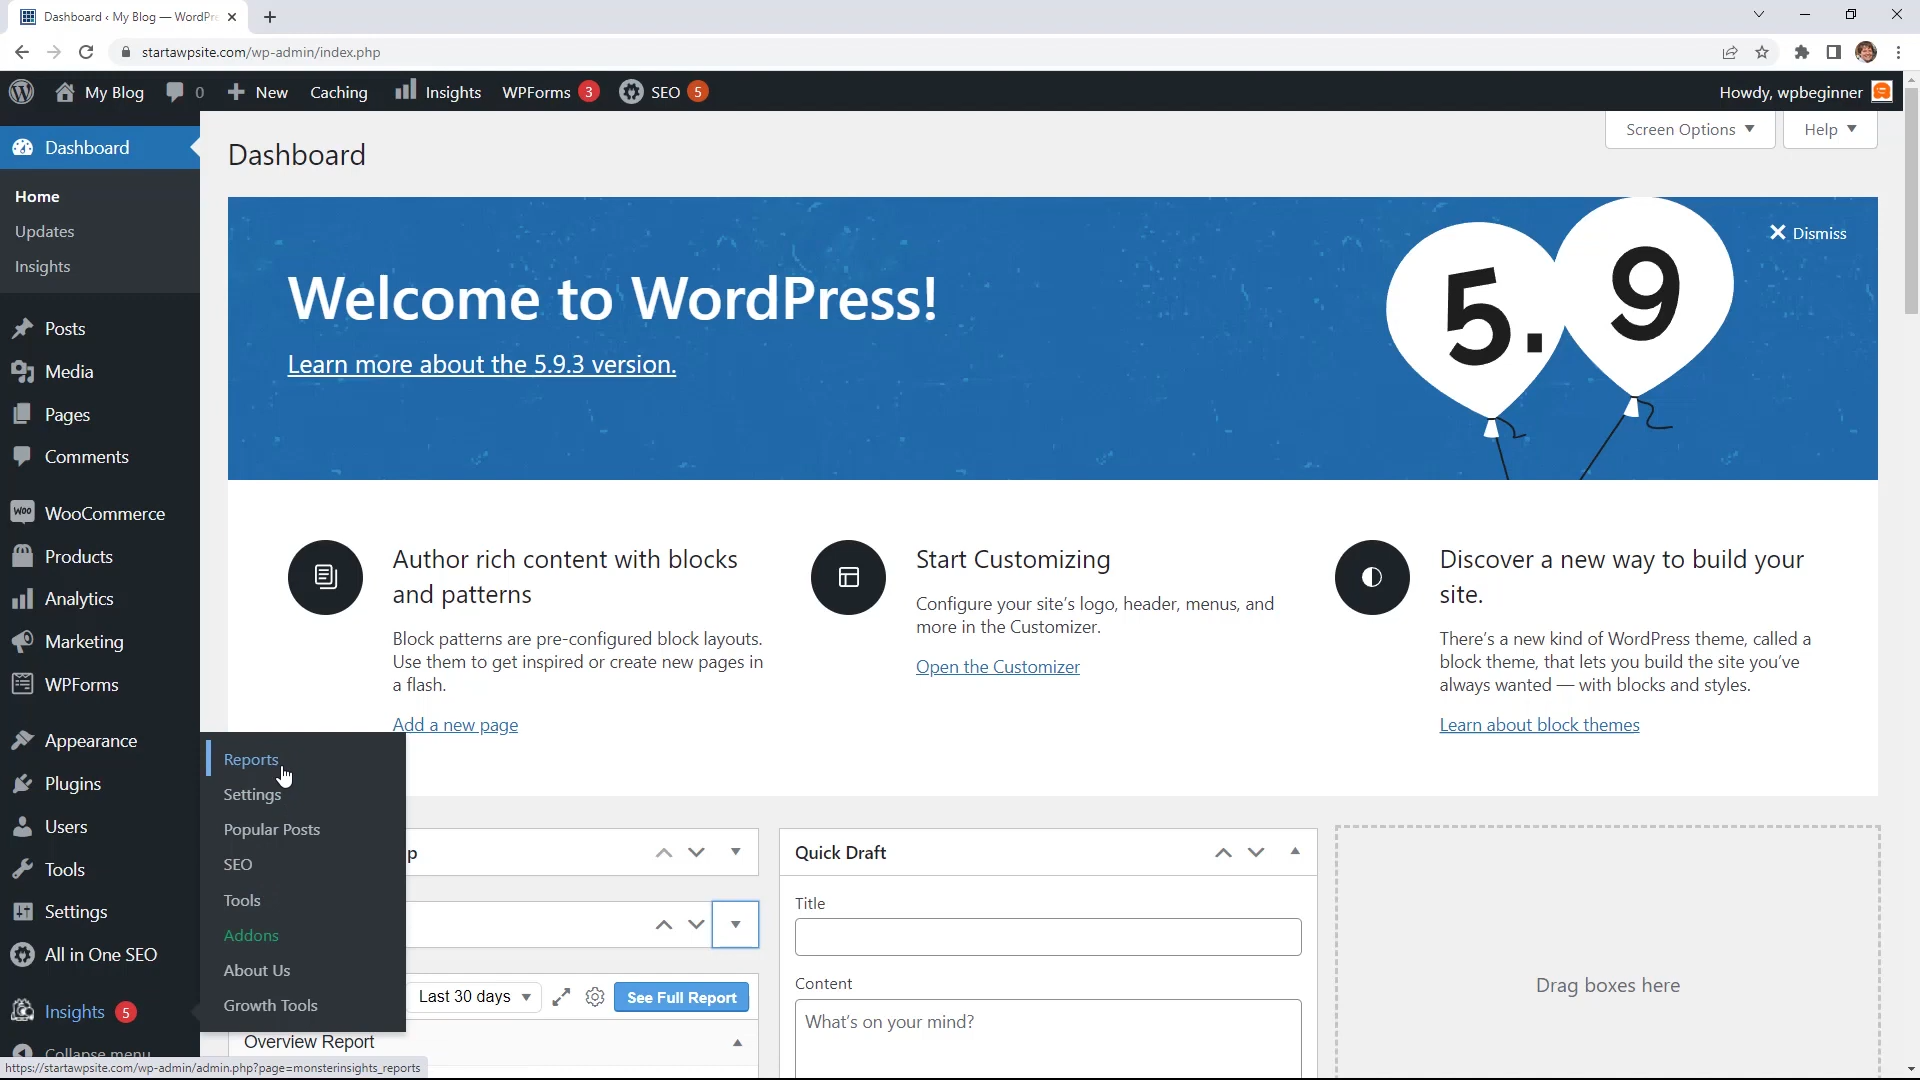 Dashboard ‹ My Blog — WordPre
startawpsite.com/wp-admin/index.php
My Blog
0
New
Caching
Insights
WPForms 3
SEO 5
Howdy, wpbeginner
Dashboard
Home
Updates
Insights
Posts
Media
Pages
Comments
WooCommerce
Products
Analytics
Marketing
WPForms
Appearance
Plugins
Users
Tools
Settings
All in One SEO
Insights 5
Collapse menu
Reports
Settings
Popular Posts
SEO
Tools
Addons
About Us
Growth Tools
Dashboard
Screen Options
Help
Welcome to WordPress!
Learn more about the 5.9.3 version.
5.9
Dismiss
Author rich content with blocks
and patterns
Block patterns are pre-configured block layouts.
Use them to get inspired or create new pages in
a flash.
Add a new page
Start Customizing
Configure your site's logo, header, menus, and
more in the Customizer.
Open the Customizer
Discover a new way to build your
site.
There's a new kind of WordPress theme, called a
block theme, that lets you build the site you've
always wanted — with blocks and styles.
Learn about block themes
p
Last 30 days
See Full Report
Overview Report
Quick Draft
Title
Content
What's on your mind?
Drag boxes here
https://startawpsite.com/wp-admin/admin.php?page=monsterinsights_reports